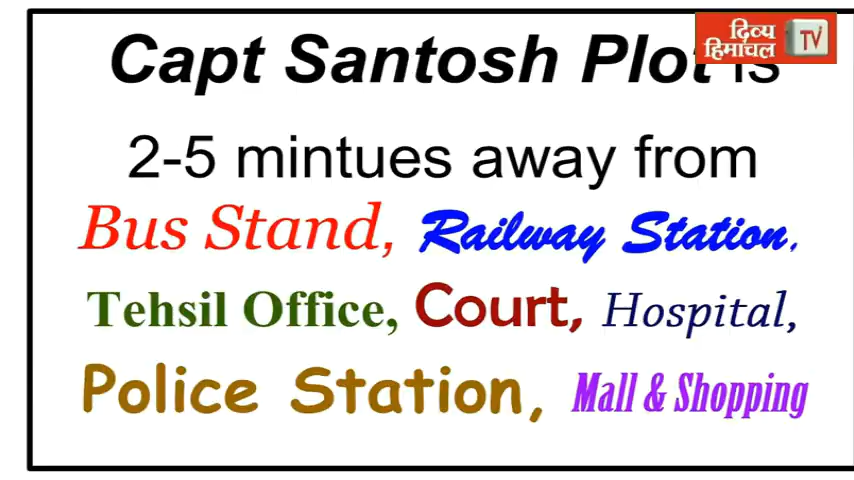 दिव्य
हिमाचल TV
Capt Santosh Plot is
2-5 mintues away from
Bus Stand, Railway Station,
Tehsil Office, Court, Hospital,
Police Station, Mall & Shopping